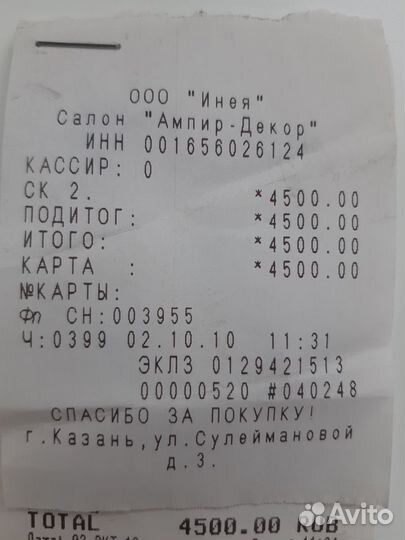 ООО "Инея"
Салон "Ампир-Декор"
ИНН 001656026124
КАССИР: 0
СК 2. *4500.00
ПОДИТОГ: *4500.00
ИТОГО: *4500.00
КАРТА : *4500.00
№КАРТЫ:
ФП СН:003955
Ч:0399 02.10.10 11:31
ЭКЛЗ 0129421513
00000520 #040248
СПАСИБО ЗА ПОКУПКУ!
г.Казань,ул.Сулеймановой
д.3.
TOTAL 4500.00 RUB
Avito